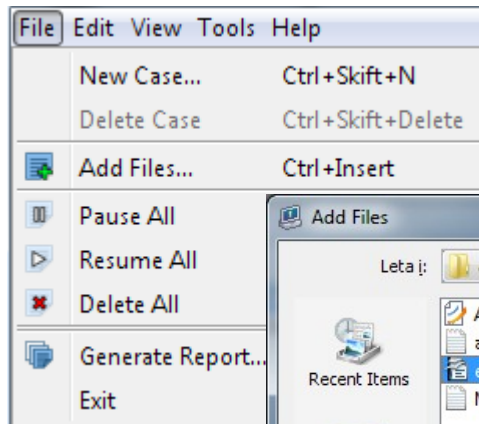 File Edit View Tools Help
New Case... Ctrl+Skift+N
Delete Case Ctrl+Skift+Delete
Add Files... Ctrl+Insert
Pause All
Resume All
Delete All
Generate Report...
Exit
Add Files
Leta i:
Recent Items